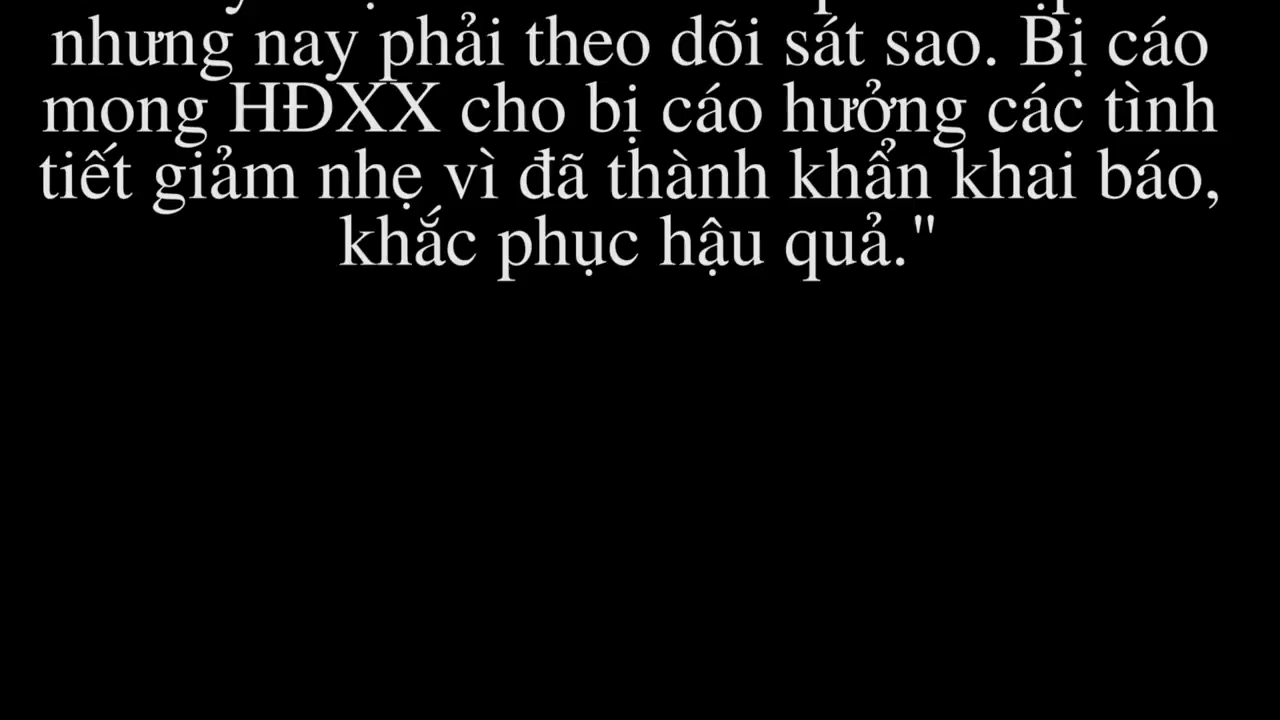 nhưng nay phải theo dõi sát sao. Bị cáo
mong HĐXX cho bị cáo hưởng các tình
tiết giảm nhẹ vì đã thành khẩn khai báo,
khắc phục hậu quả."